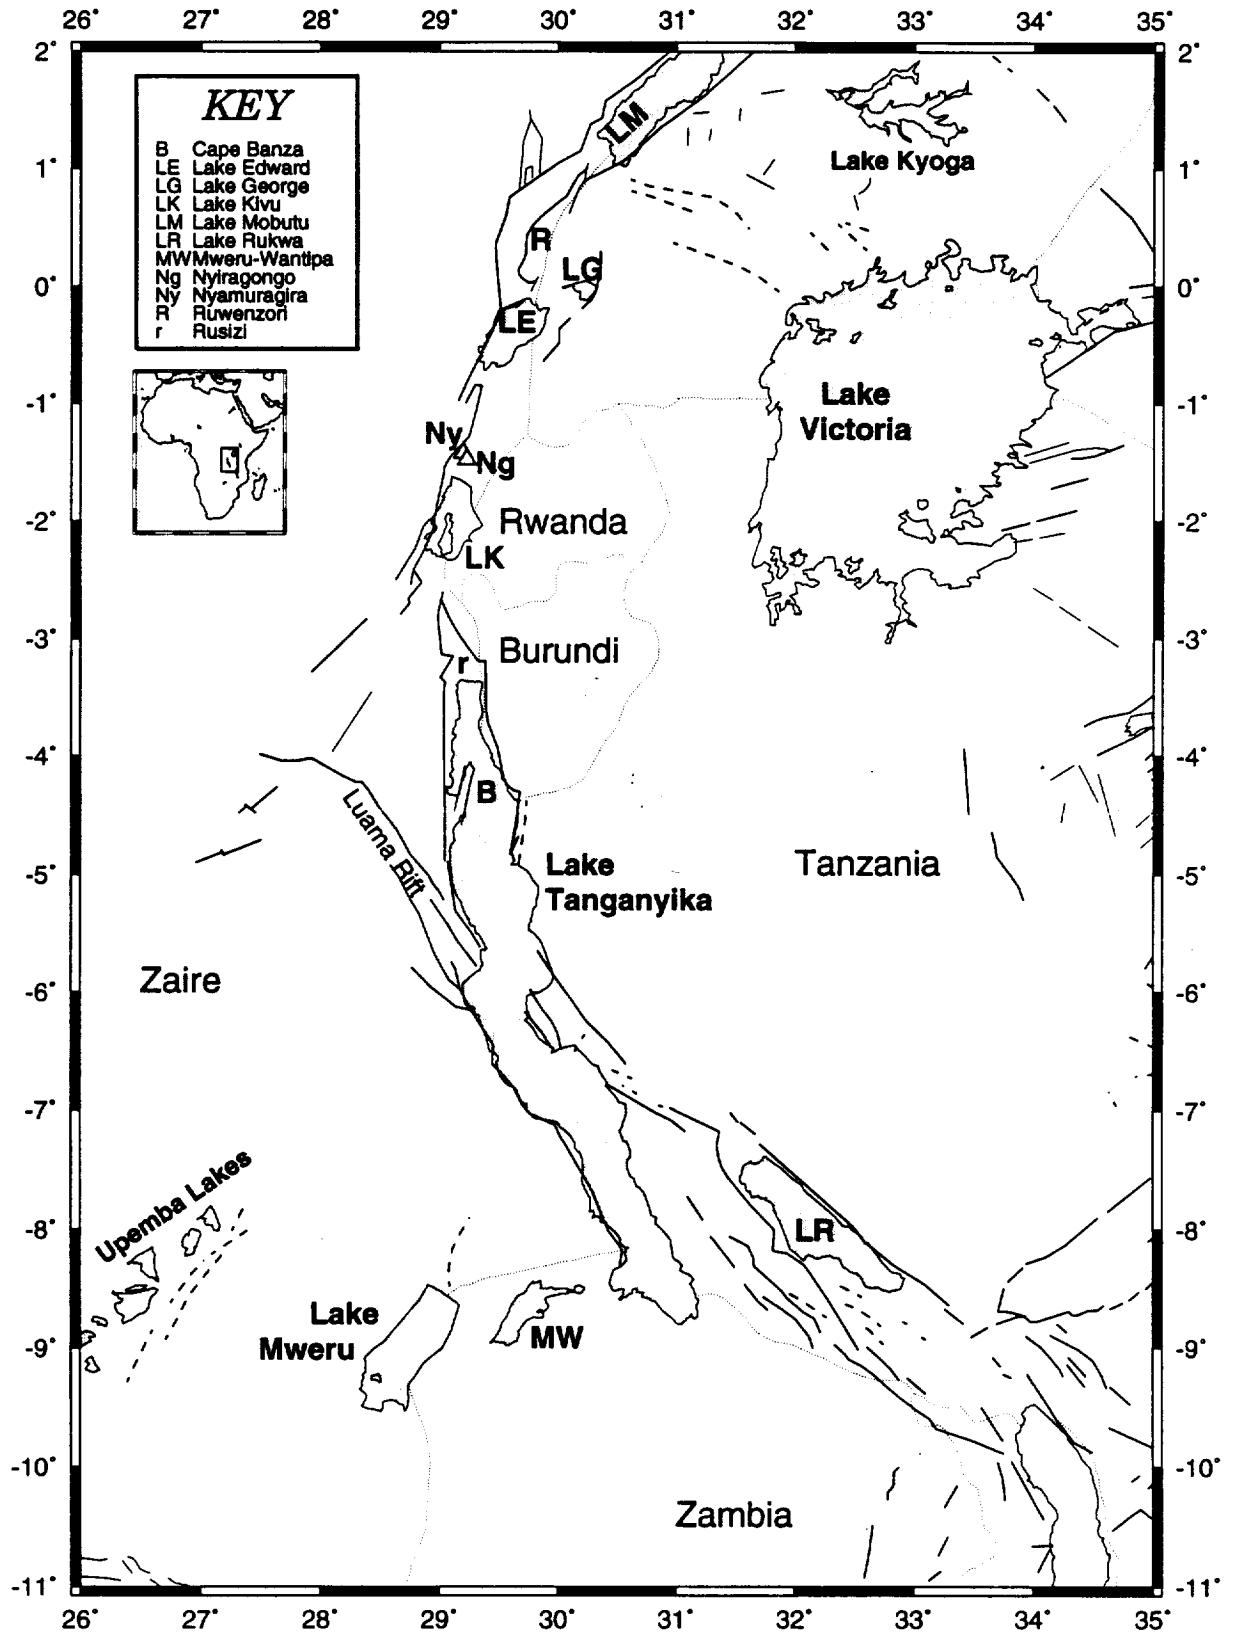 26° 27° 28° 29° 30° 31° 32° 33° 34° 35°
2° 2°
KEY
B Cape Banza
LE Lake Edward
LG Lake George
LK Lake Kivu
LM Lake Mobutu
LR Lake Rukwa
MW Mweru-Wantipa
Ng Nyiragongo
Ny Nyamuragira
R Ruwenzori
r Rusizi
LM
Lake Kyoga
1° 1°
R
LG
0° 0°
LE
-1° -1°
Lake
Victoria
Ny
Ng
-2° -2°
Rwanda
LK
-3° -3°
Burundi
r
-4° -4°
B
Luama Rift
Lake
Tanganyika
Tanzania
-5° -5°
Zaire
-6° -6°
-7° -7°
Upemba Lakes
-8° -8°
LR
Lake
Mweru
MW
-9° -9°
-10° -10°
Zambia
-11° -11°
26° 27° 28° 29° 30° 31° 32° 33° 34° 35°